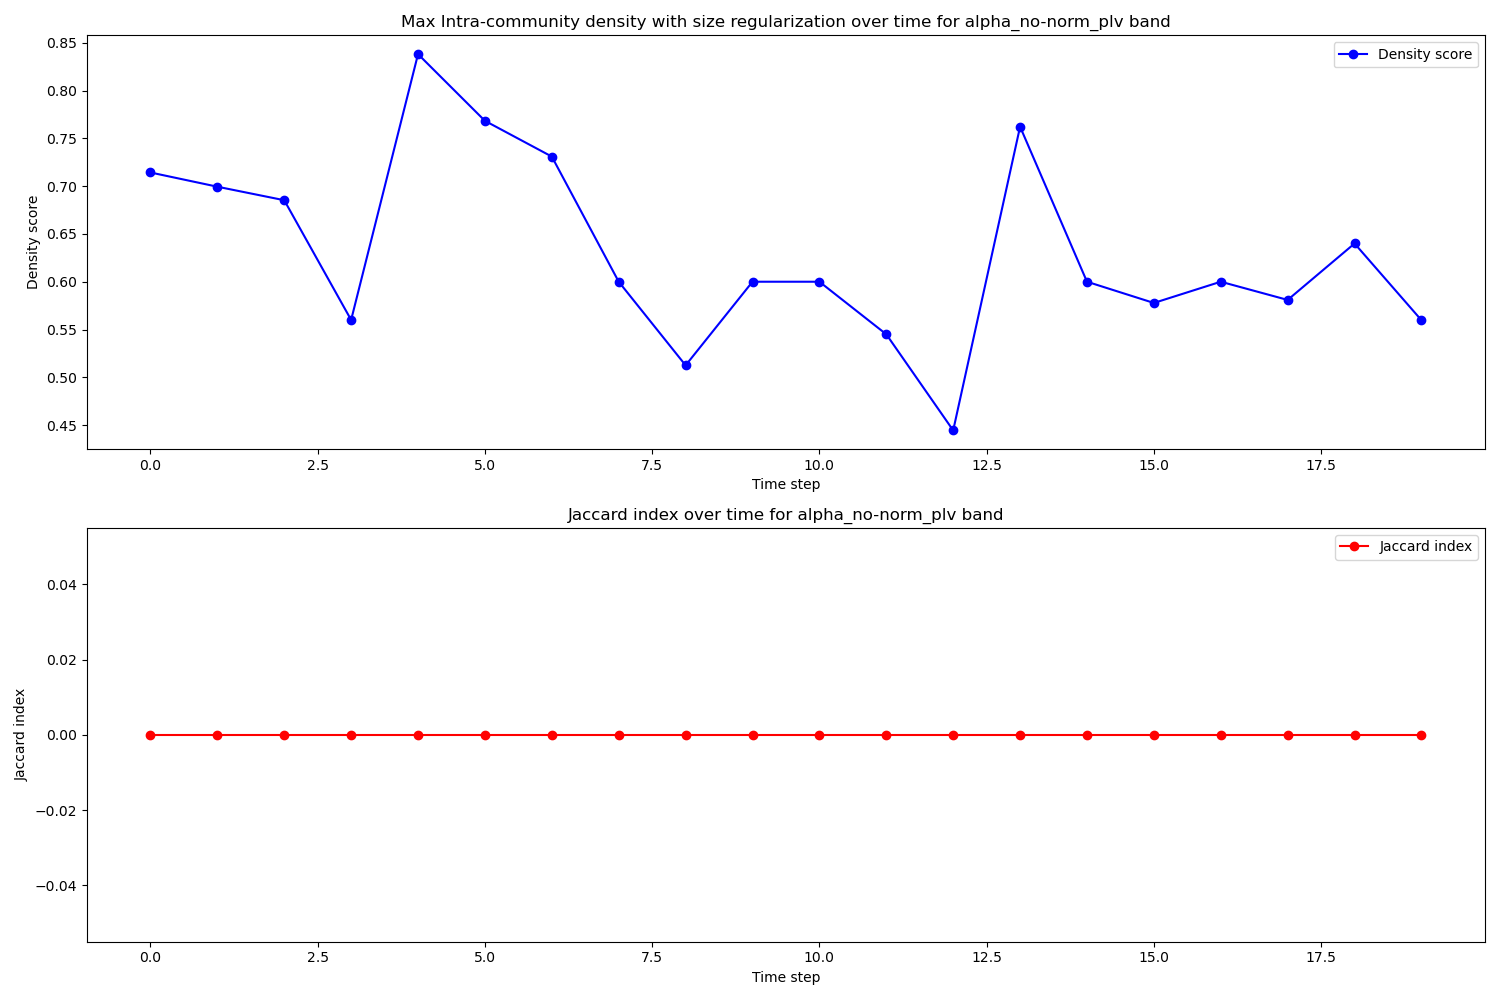 Max Intra-community density with size regularization over time for alpha_no-norm_plv band
Density score
0.85
0.80
0.75
0.70
0.65
0.60
0.55
0.50
0.45
Density score
0.0 2.5 5.0 7.5 10.0 12.5 15.0 17.5
Time step
Jaccard index over time for alpha_no-norm_plv band
Jaccard index
0.04
0.02
0.00
−0.02
−0.04
Jaccard index
0.0 2.5 5.0 7.5 10.0 12.5 15.0 17.5
Time step